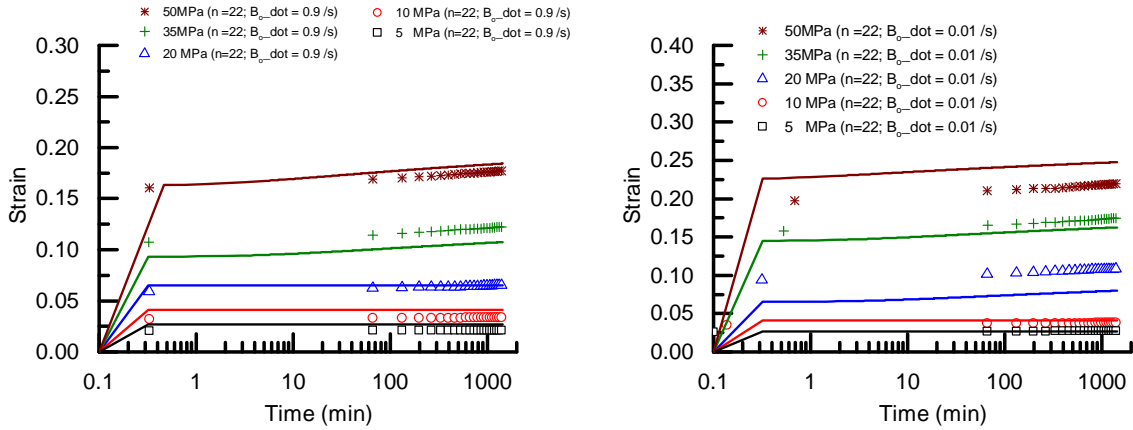 50MPa (n=22; B_o_dot = 0.9 /s)
35MPa (n=22; B_o_dot = 0.9 /s)
20 MPa (n=22; B_o_dot = 0.9 /s)
10 MPa (n=22; B_o_dot = 0.9 /s)
5 MPa (n=22; B_o_dot = 0.9 /s)
0.30
0.25
0.20
0.15
0.10
0.05
0.00
Strain
0.1 1 10 100 1000
Time (min)
50MPa (n =22; B_o_dot = 0.01 /s)
35MPa (n =22; B_o_dot = 0.01 /s)
20 MPa (n=22; B_o_dot = 0.01 /s)
10 MPa (n=22; B_o_dot = 0.01 /s)
5 MPa (n=22; B_o_dot = 0.01 /s)
0.40
0.35
0.30
0.25
0.20
0.15
0.10
0.05
0.00
Strain
0.1 1 10 100 1000
Time (min)